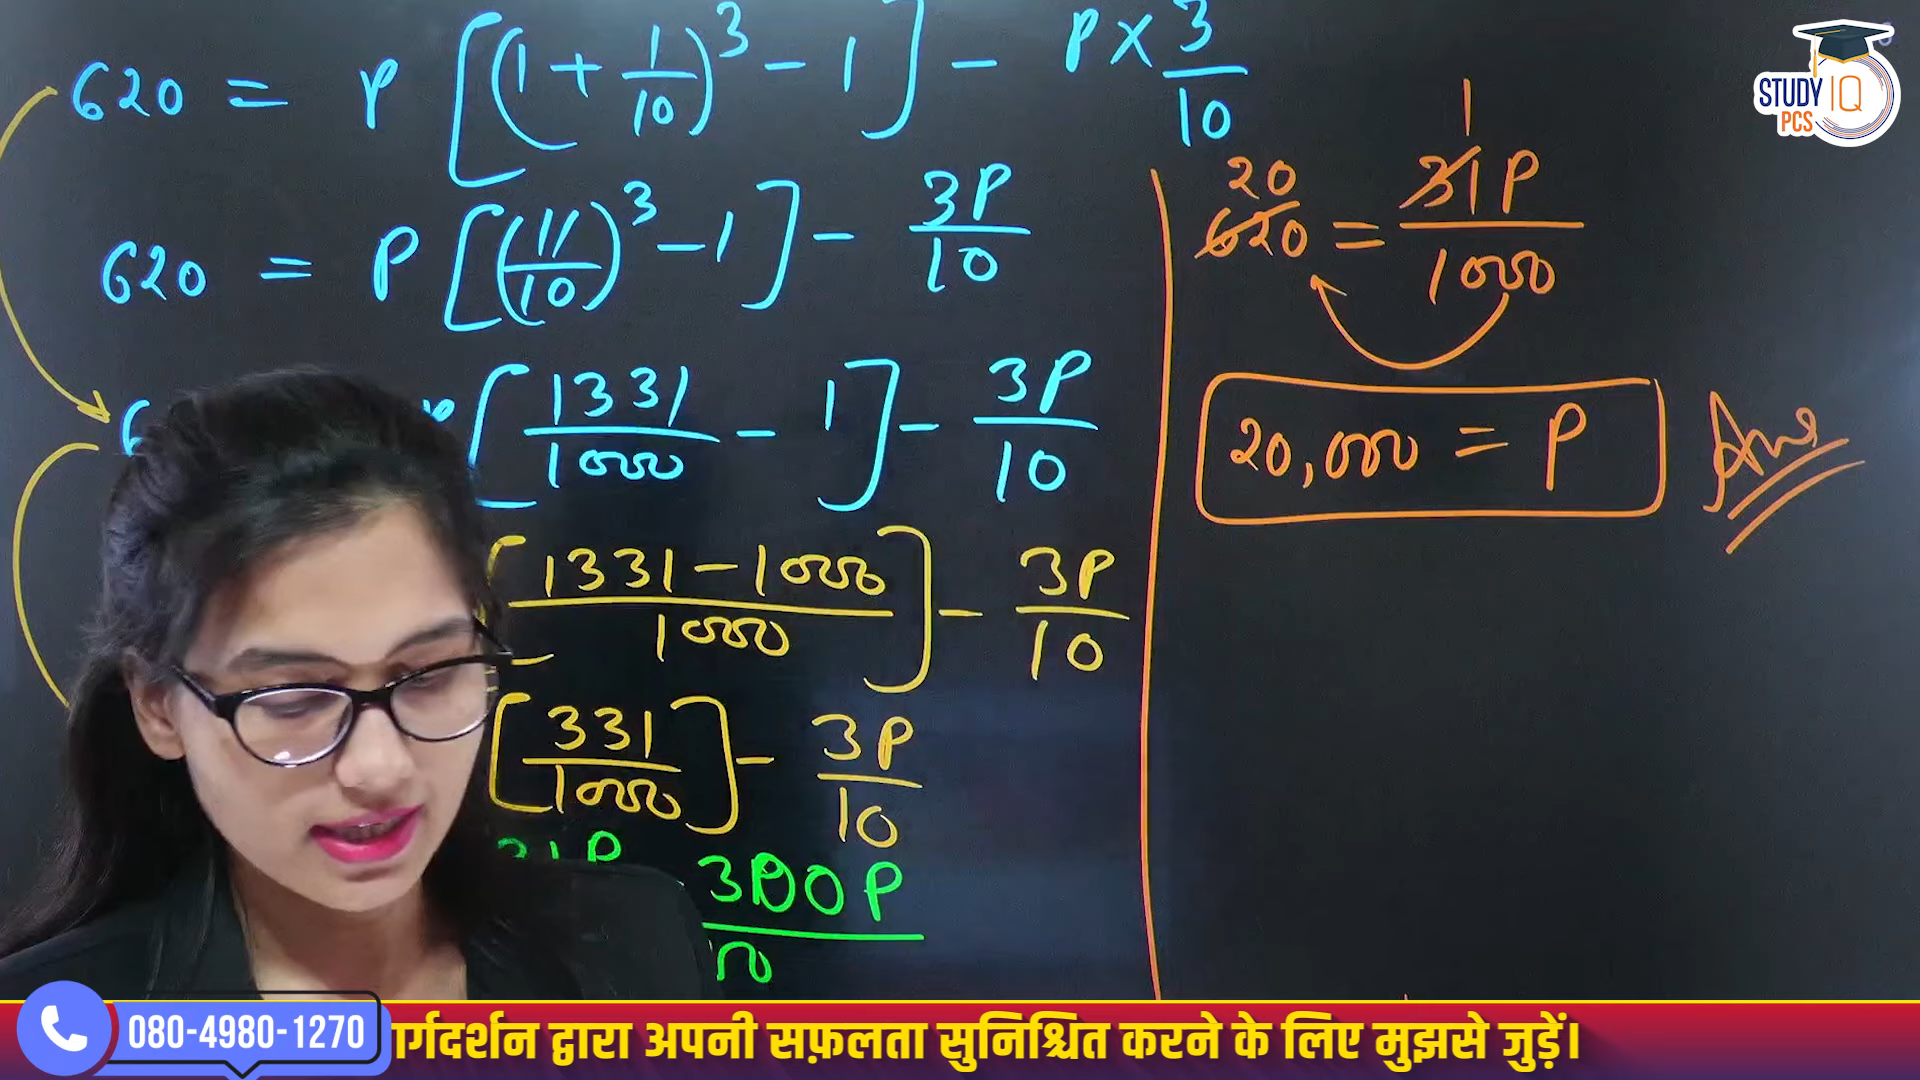 620 = P [(1 + 1/10)^3 - 1] - P × 3/10
620 = P [(11/10)^3 - 1] - 3P/10
6 P [1331/1000 - 1] - 3P/10
[1331 - 1000/1000] - 3P/10
[331/1000] - 3P/10
31P 300P
20 1
620 = 31P/1000
20,000 = P Ans
STUDY IQ
PCS
080-4980-1270
र्गदर्शन द्वारा अपनी सफ़लता सुनिश्चित करने के लिए मुझसे जुड़ें।